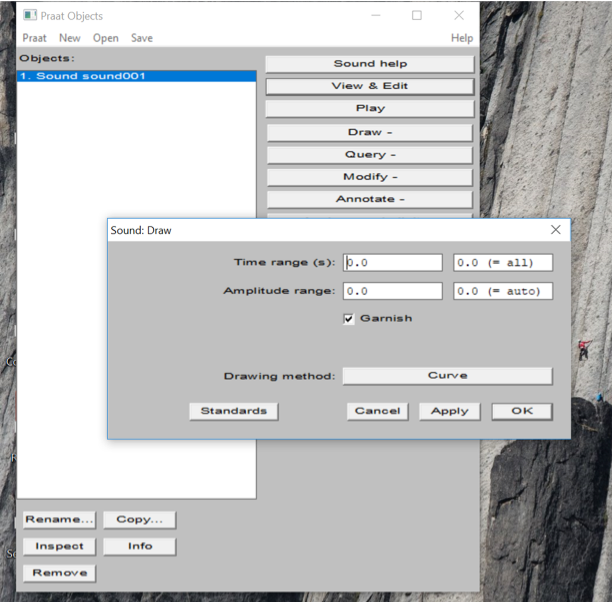 Praat Objects
Praat New Open Save Help
Objects:
1. Sound sound001
Sound help
View & Edit
Play
Draw -
Query -
Modify -
Annotate -
Sound: Draw
Time range (s): 0.0 0.0 (= all)
Amplitude range: 0.0 0.0 (= auto)
Garnish
Drawing method: Curve
Standards Cancel Apply OK
Rename... Copy...
Inspect Info
Remove